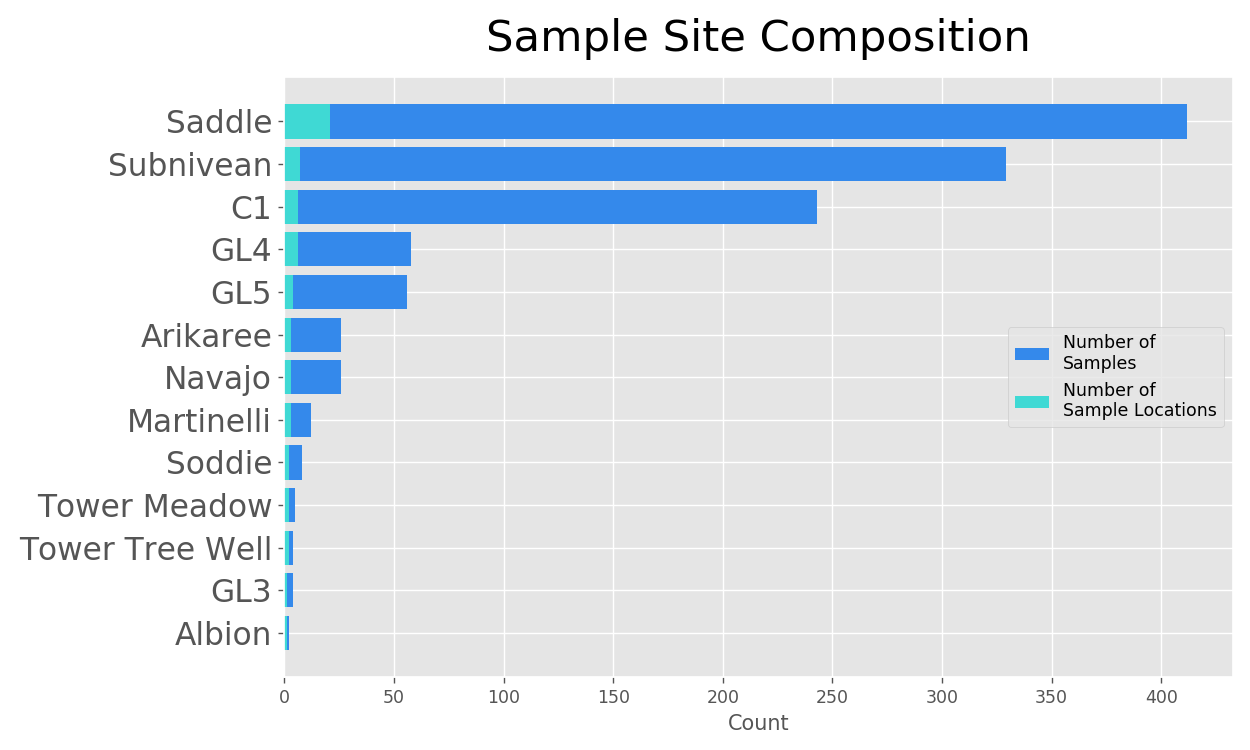 Sample Site Composition
Saddle
Subnivean
C1
GL4
GL5
Arikaree
Navajo
Martinelli
Soddie
Tower Meadow
Tower Tree Well
GL3
Albion
Number of
Samples
Number of
Sample Locations
0 50 100 150 200 250 300 350 400
Count